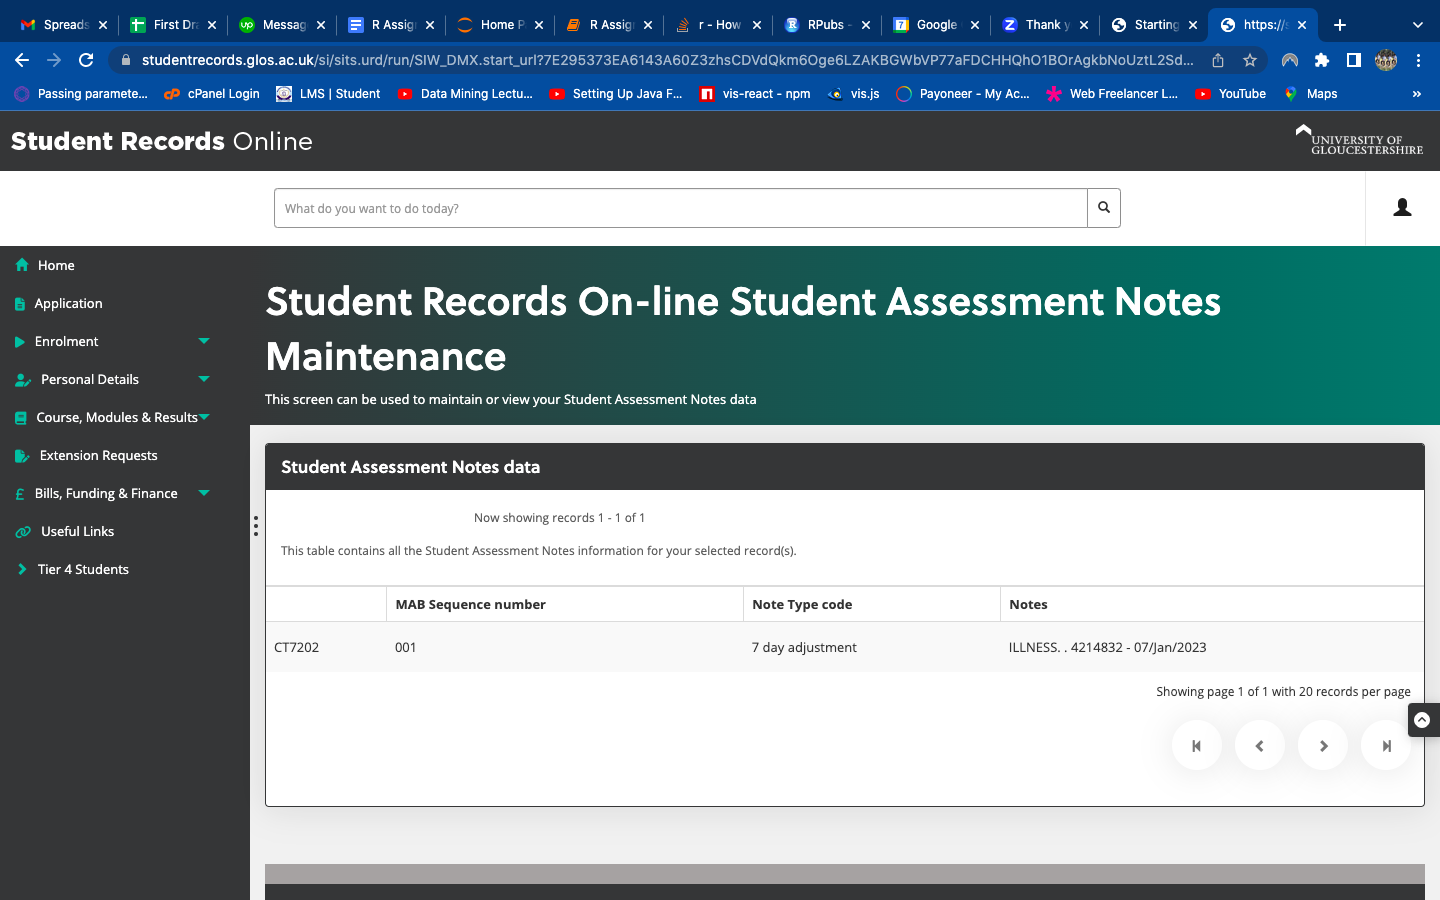 Spreads
First Dra
Messag
R Assig
Home P
R Assig
r - How
RPubs -
Google
Thank y
Starting
https://s
studentrecords.glos.ac.uk/si/sits.urd/run/SIW_DMX.start_url?7E295373EA6143A60Z3zhsCDVdQkm6Oge6LZAKBGWbVP77aFDCHHQhO1BOrAgkbNoUztL2Sd...
Passing paramete...
cPanel Login
LMS | Student
Data Mining Lectu...
Setting Up Java F...
vis-react - npm
vis.js
Payoneer - My Ac...
Web Freelancer L...
YouTube
Maps
Student Records Online
UNIVERSITY OF
GLOUCESTERSHIRE
What do you want to do today?
Home
Application
Enrolment
Personal Details
Course, Modules & Results
Extension Requests
Bills, Funding & Finance
Useful Links
Tier 4 Students
Student Records On-line Student Assessment Notes
Maintenance
This screen can be used to maintain or view your Student Assessment Notes data
Student Assessment Notes data
Now showing records 1 - 1 of 1
This table contains all the Student Assessment Notes information for your selected record(s).
MAB Sequence number Note Type code Notes
CT7202 001 7 day adjustment ILLNESS. . 4214832 - 07/Jan/2023
Showing page 1 of 1 with 20 records per page